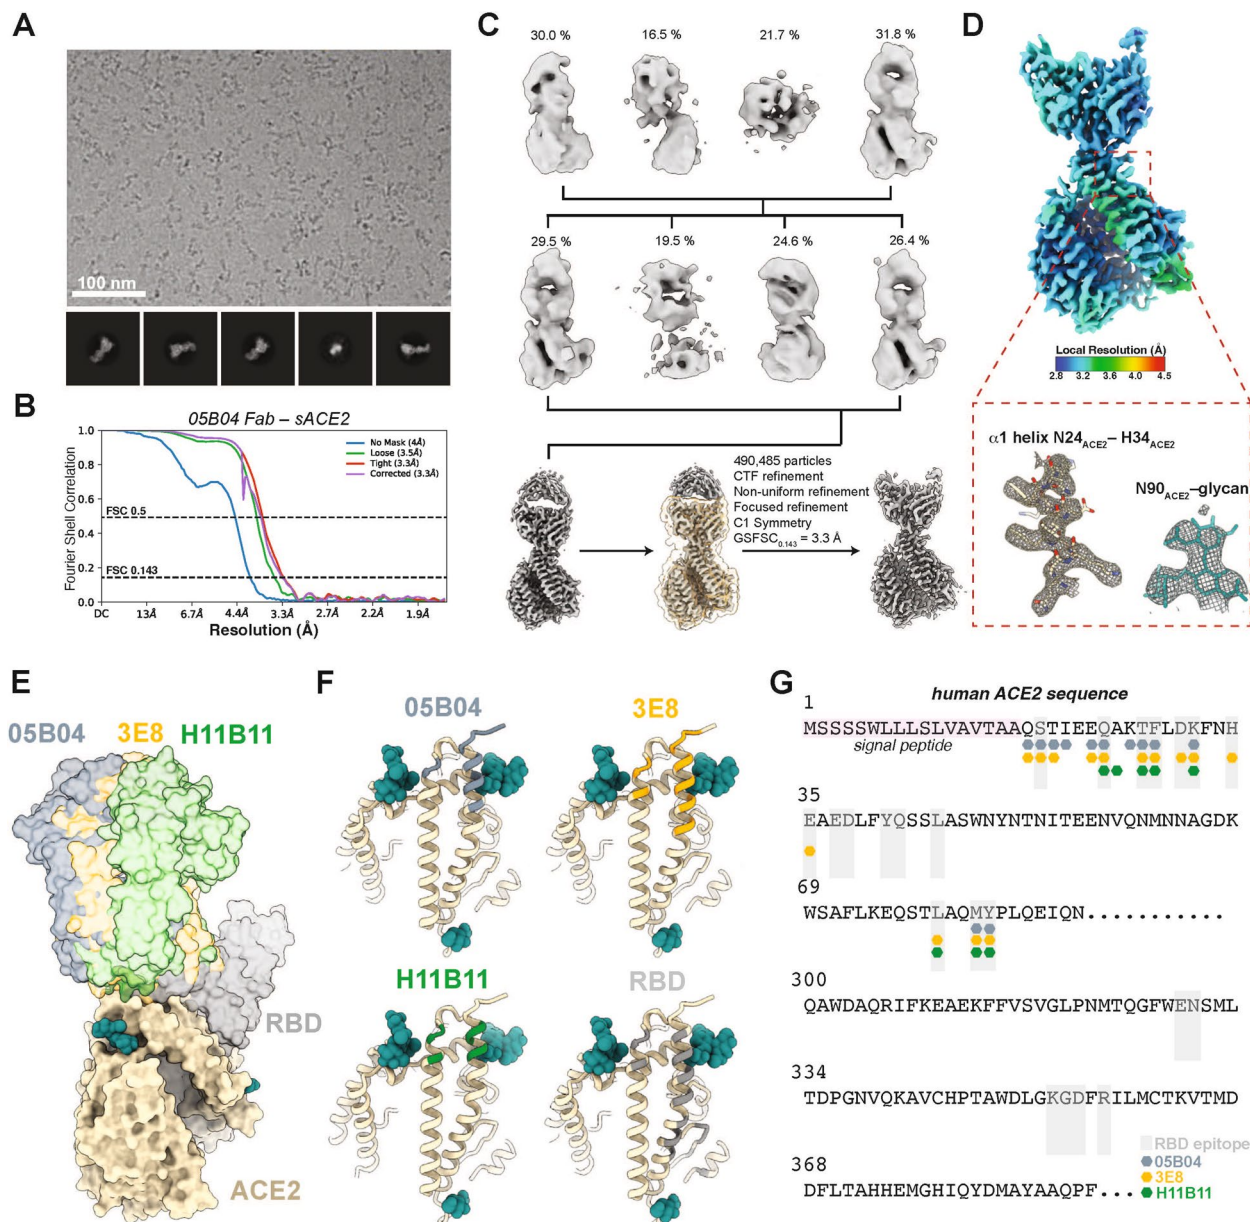 A
100 nm
B
05B04 Fab – sACE2
Fourier Shell Correlation
1.0
0.8
0.6
0.4
0.2
0.0
No Mask (4Å)
Loose (3.5Å)
Tight (3.3Å)
Corrected (3.3Å)
FSC 0.5
FSC 0.143
DC 13Å 6.7Å 4.4Å 3.3Å 2.7Å 2.2Å 1.9Å
Resolution (Å)
C
30.0 % 16.5 % 21.7 % 31.8 %
29.5 % 19.5 % 24.6 % 26.4 %
490,485 particles
CTF refinement
Non-uniform refinement
Focused refinement
C1 Symmetry
GSFSC0.143 = 3.3 Å
D
Local Resolution (Å)
2.8 3.2 3.6 4.0 4.5
α1 helix N24ACE2– H34ACE2
N90ACE2–glycan
E
05B04 3E8 H11B11
RBD
ACE2
F
05B04 3E8
H11B11 RBD
G
human ACE2 sequence
1
MSSSSWLLLSLVAVTAAQSTIEEQAKTFLDKFNH
signal peptide
35
EAEDLFYQSSLASWNYNTNITEENVQNMNNAGDK
69
WSAFLKEQSTLAQMYPLQEIQN...........
300
QAWDAQRIFKEAEKFFVSVGLPNMTQGFWENSML
334
TDPGNVQKAVCHPTAWDLGKGDFRILMCTKVTMD
368
DFLTAHHEMGHIQYDMAYAAQPF...
RBD epitope
05B04
3E8
H11B11